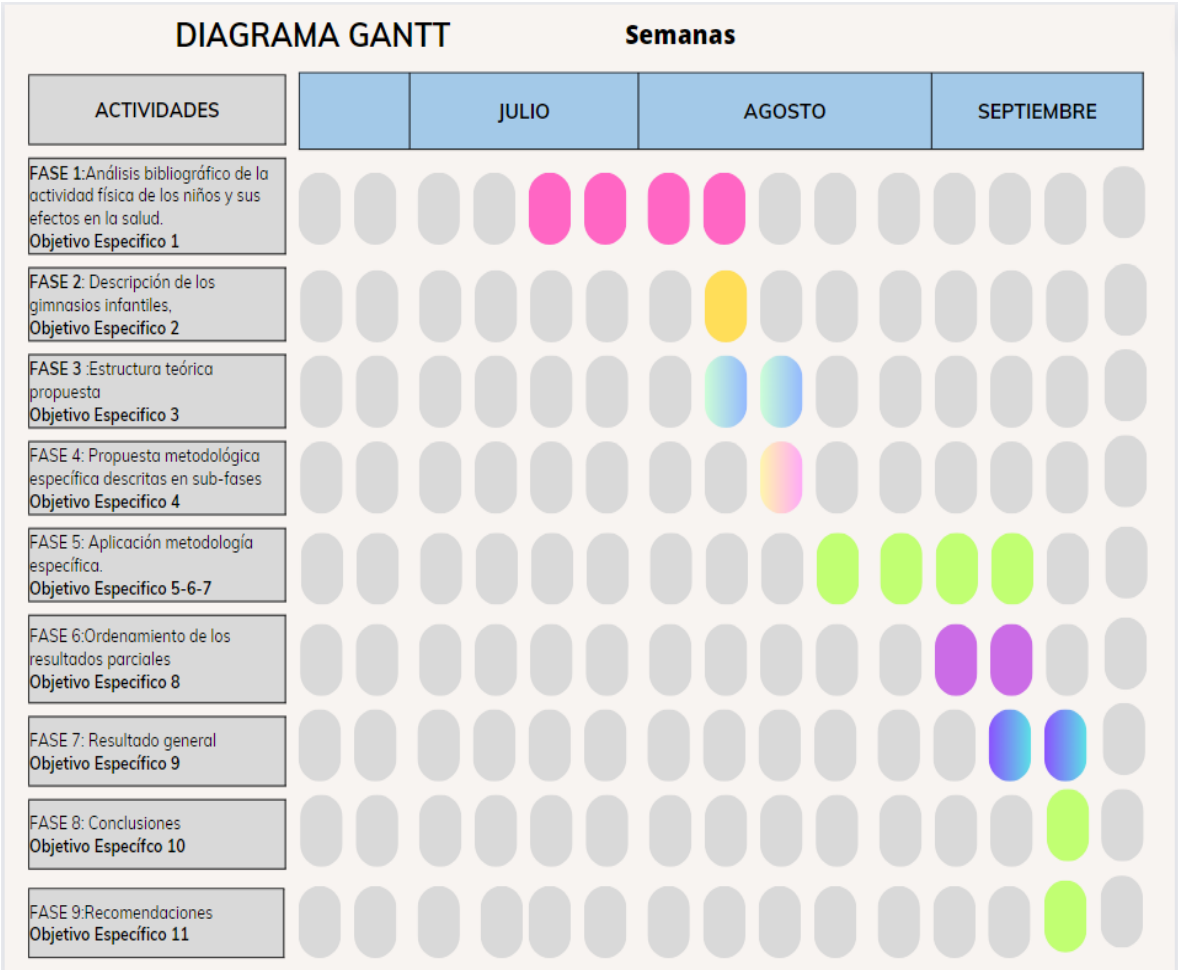 DIAGRAMA GANTT
Semanas
ACTIVIDADES
JULIO
AGOSTO
SEPTIEMBRE
FASE 1:Análisis bibliográfico de la
actividad física de los niños y sus
efectos en la salud.
Objetivo Especifico 1
FASE 2: Descripción de los
gimnasios infantiles,
Objetivo Especifico 2
FASE 3 :Estructura teórica
propuesta
Objetivo Especifico 3
FASE 4: Propuesta metodológica
específica descritas en sub-fases
Objetivo Especifico 4
FASE 5: Aplicación metodología
específica.
Objetivo Especifico 5-6-7
FASE 6:Ordenamiento de los
resultados parciales
Objetivo Especifico 8
FASE 7: Resultado general
Objetivo Específico 9
FASE 8: Conclusiones
Objetivo Específco 10
FASE 9:Recomendaciones
Objetivo Específico 11